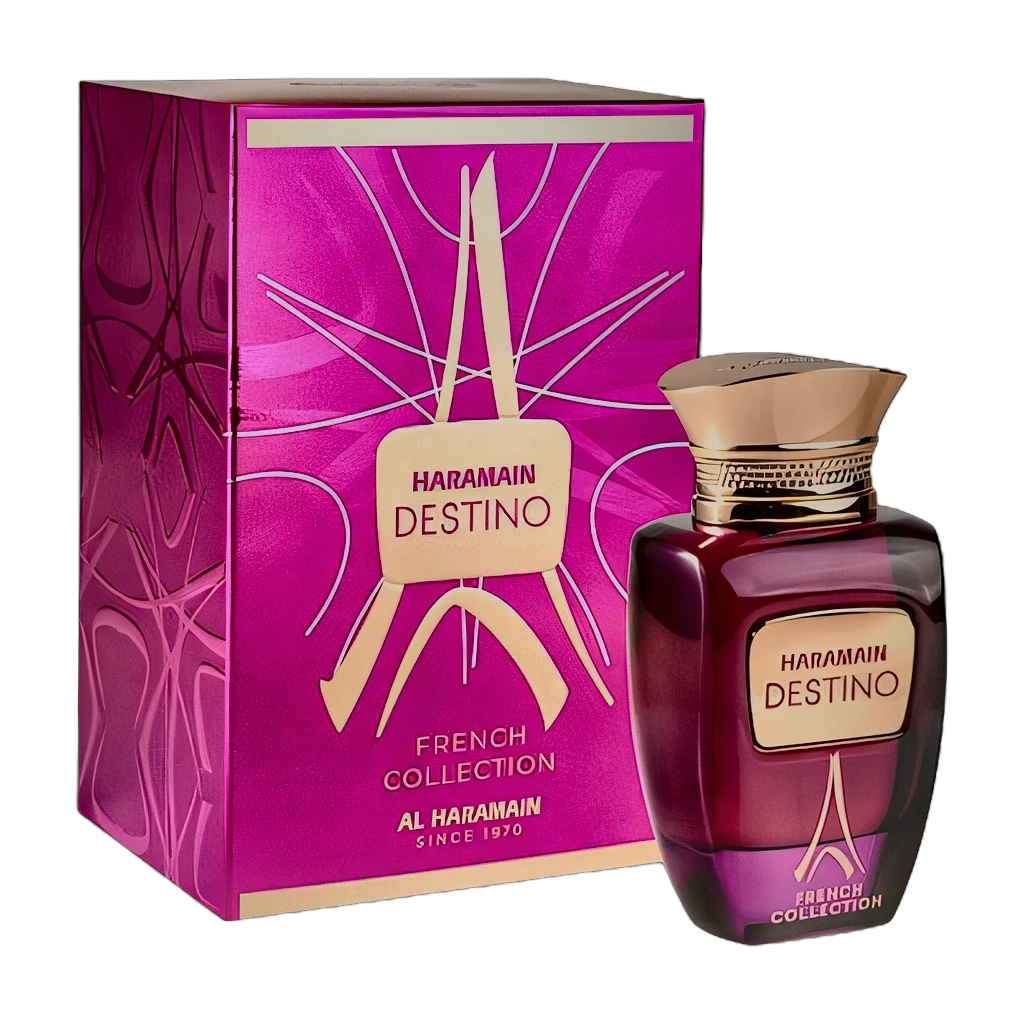 HARAMAIN
DESTINO
FRENCH
COLLECTION
AL HARAMAIN
SINCE 1970
HARAMAIN
DESTINO
FRENCH
COLLECTION